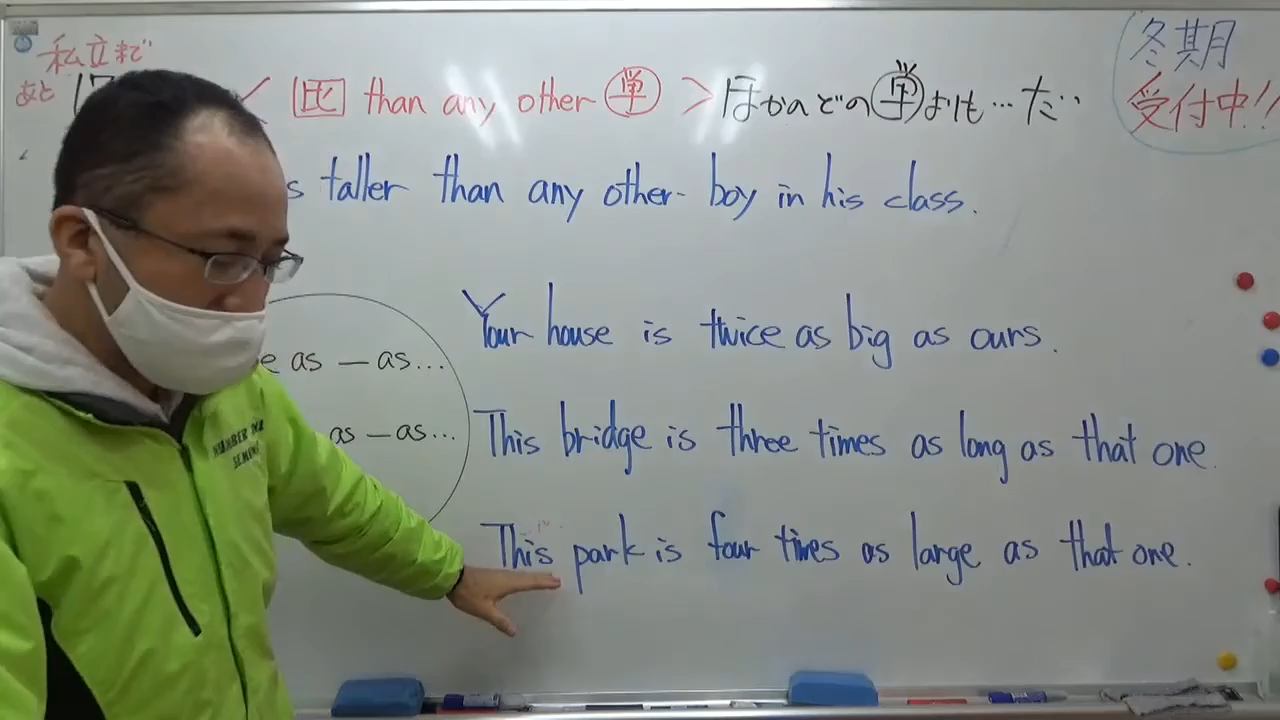 私立まで
あと 17
冬期
受付中!!
< 比 than any other 単 > ほかのどの単よりも…だ
s taller than any other boy in his class.
Your house is twice as big as ours.
e as — as…
This bridge is three times as long as that one.
as — as…
This park is four times as large as that one.